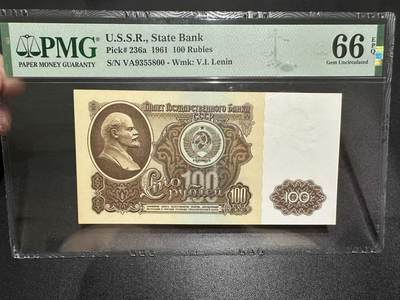 PMG
PAPER MONEY GUARANTY
U.S.S.R., State Bank
Pick# 236a 1961 100 Rubles
S/N VA9355800 - Wmk: V.I. Lenin
66
EPQ
Gem Uncirculated
Билет Государственного Банка
СССР
100
Сто
рублей
100
100